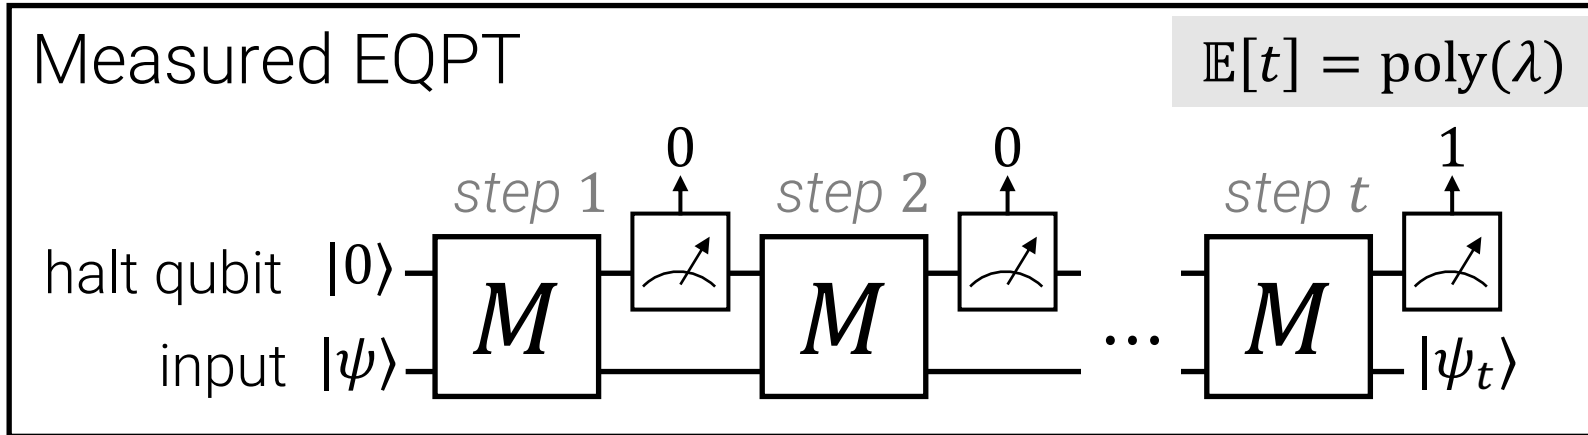 Measured EQPT
𝔼[t] = poly(λ)
0 0 1
step 1 step 2 step t
halt qubit |0⟩
M M M
input |ψ⟩ ... |ψ_t⟩